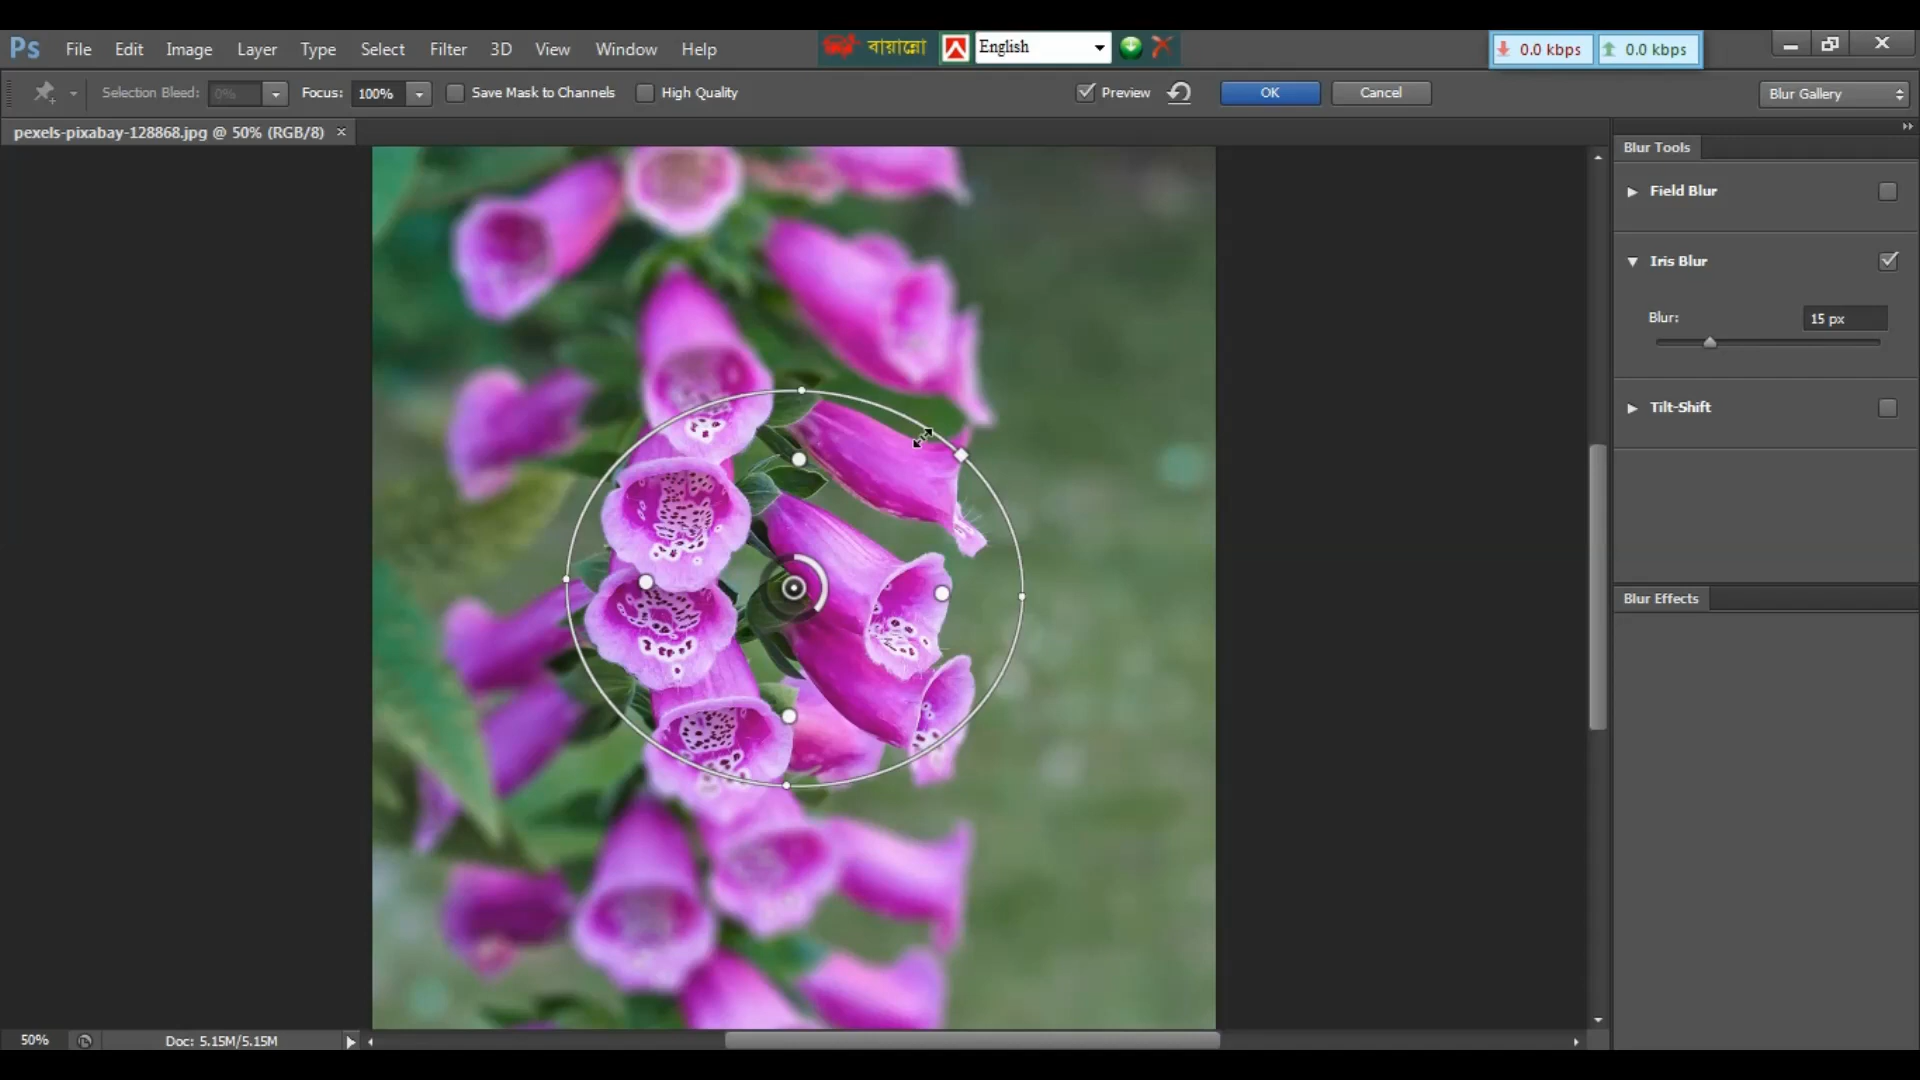 Ps File Edit Image Layer Type Select Filter 3D View Window Help বায়ান্নো English 0.0 kbps 0.0 kbps
Selection Bleed: 0% Focus: 100% Save Mask to Channels High Quality Preview OK Cancel Blur Gallery
pexels-pixabay-128868.jpg @ 50% (RGB/8)
Blur Tools
Field Blur
Iris Blur
Blur: 15 px
Tilt-Shift
Blur Effects
50% Doc: 5.15M/5.15M